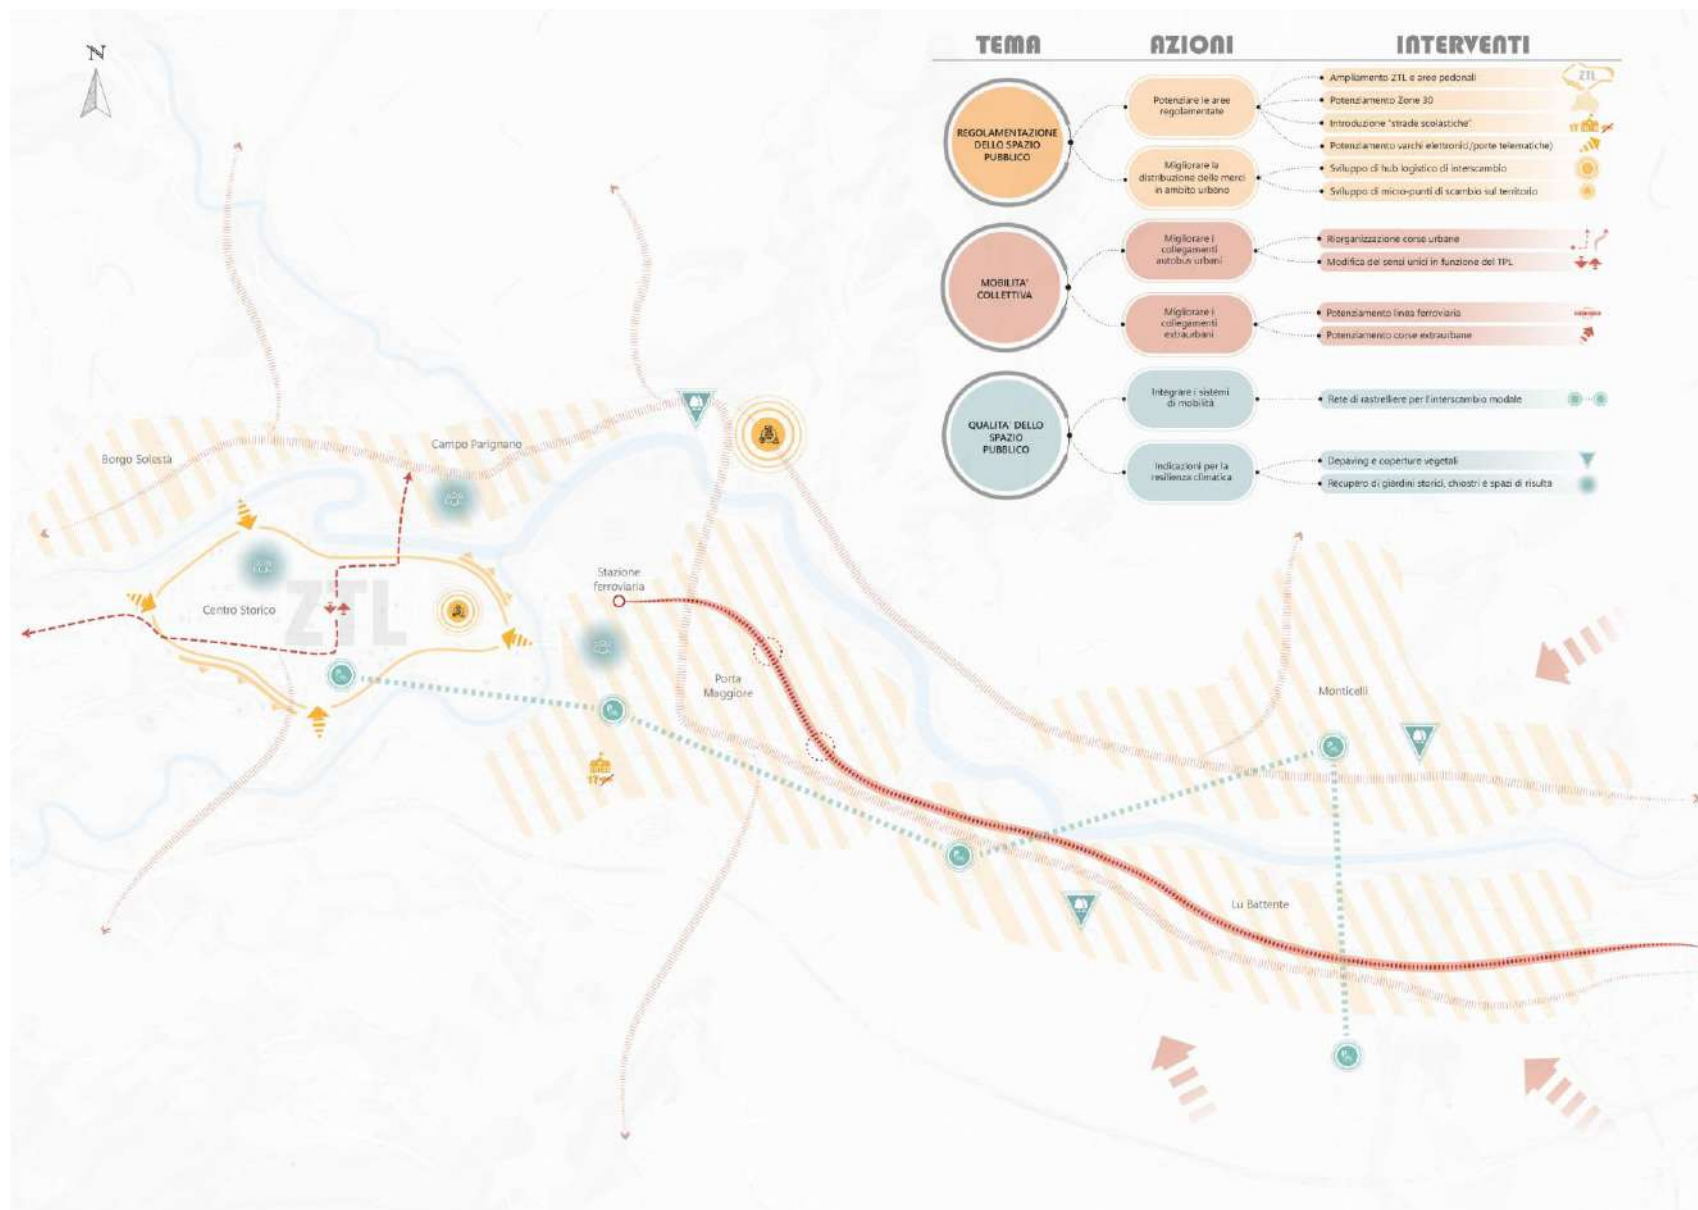 N
TEMA AZIONI INTERVENTI
REGOLAMENTAZIONE
DELLO SPAZIO
PUBBLICO
Potenziare le aree
regolamentate
Ampliamento ZTL e aree pedonali
ZTL
Potenziamento Zone 30
Introduzione "strade scolastiche"
17
Potenziamento varchi elettronici/porte telematiche)
Migliorare la
distribuzione delle merci
in ambito urbano
Sviluppo di hub logistico di interscambio
Sviluppo di micro-punti di scambio sul territorio
MOBILITA'
COLLETTIVA
Migliorare i
collegamenti
autobus urbani
Riorganizzazione corse urbane
Modifica dei sensi unici in funzione del TPL
Migliorare i
collegamenti
extraurbani
Potenziamento linea ferroviaria
Potenziamento corse extraurbane
QUALITA' DELLO
SPAZIO
PUBBLICO
Integrare i sistemi
di mobilità
Rete di rastrelliere per l'interscambio modale
Indicazioni per la
resilienza climatica
Depaving e coperture vegetali
Recupero di giardini storici, chiostri e spazi di risulta
Borgo Solestà
Campo Parignano
Stazione
ferroviaria
Centro Storico
ZTL
Porta
Maggiore
Monticelli
17
Lu Battente